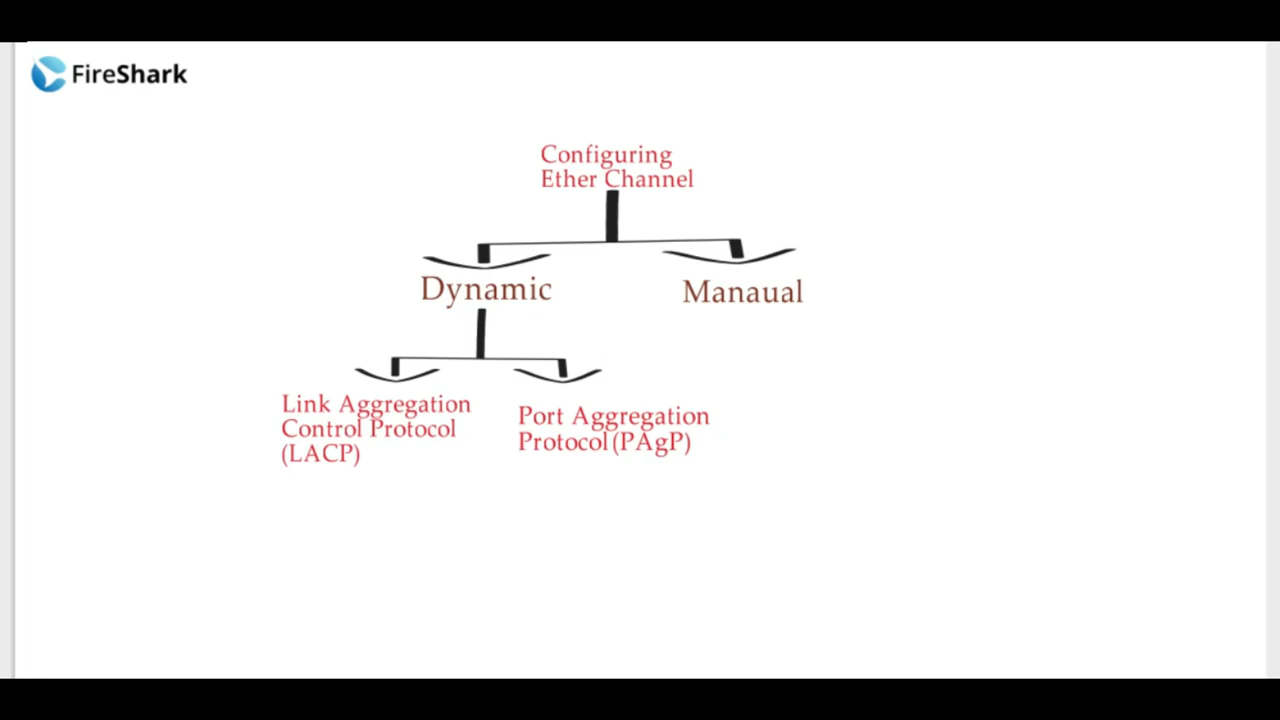 FireShark
Configuring
Ether Channel
Dynamic
Manaual
Link Aggregation
Control Protocol
(LACP)
Port Aggregation
Protocol(PAgP)